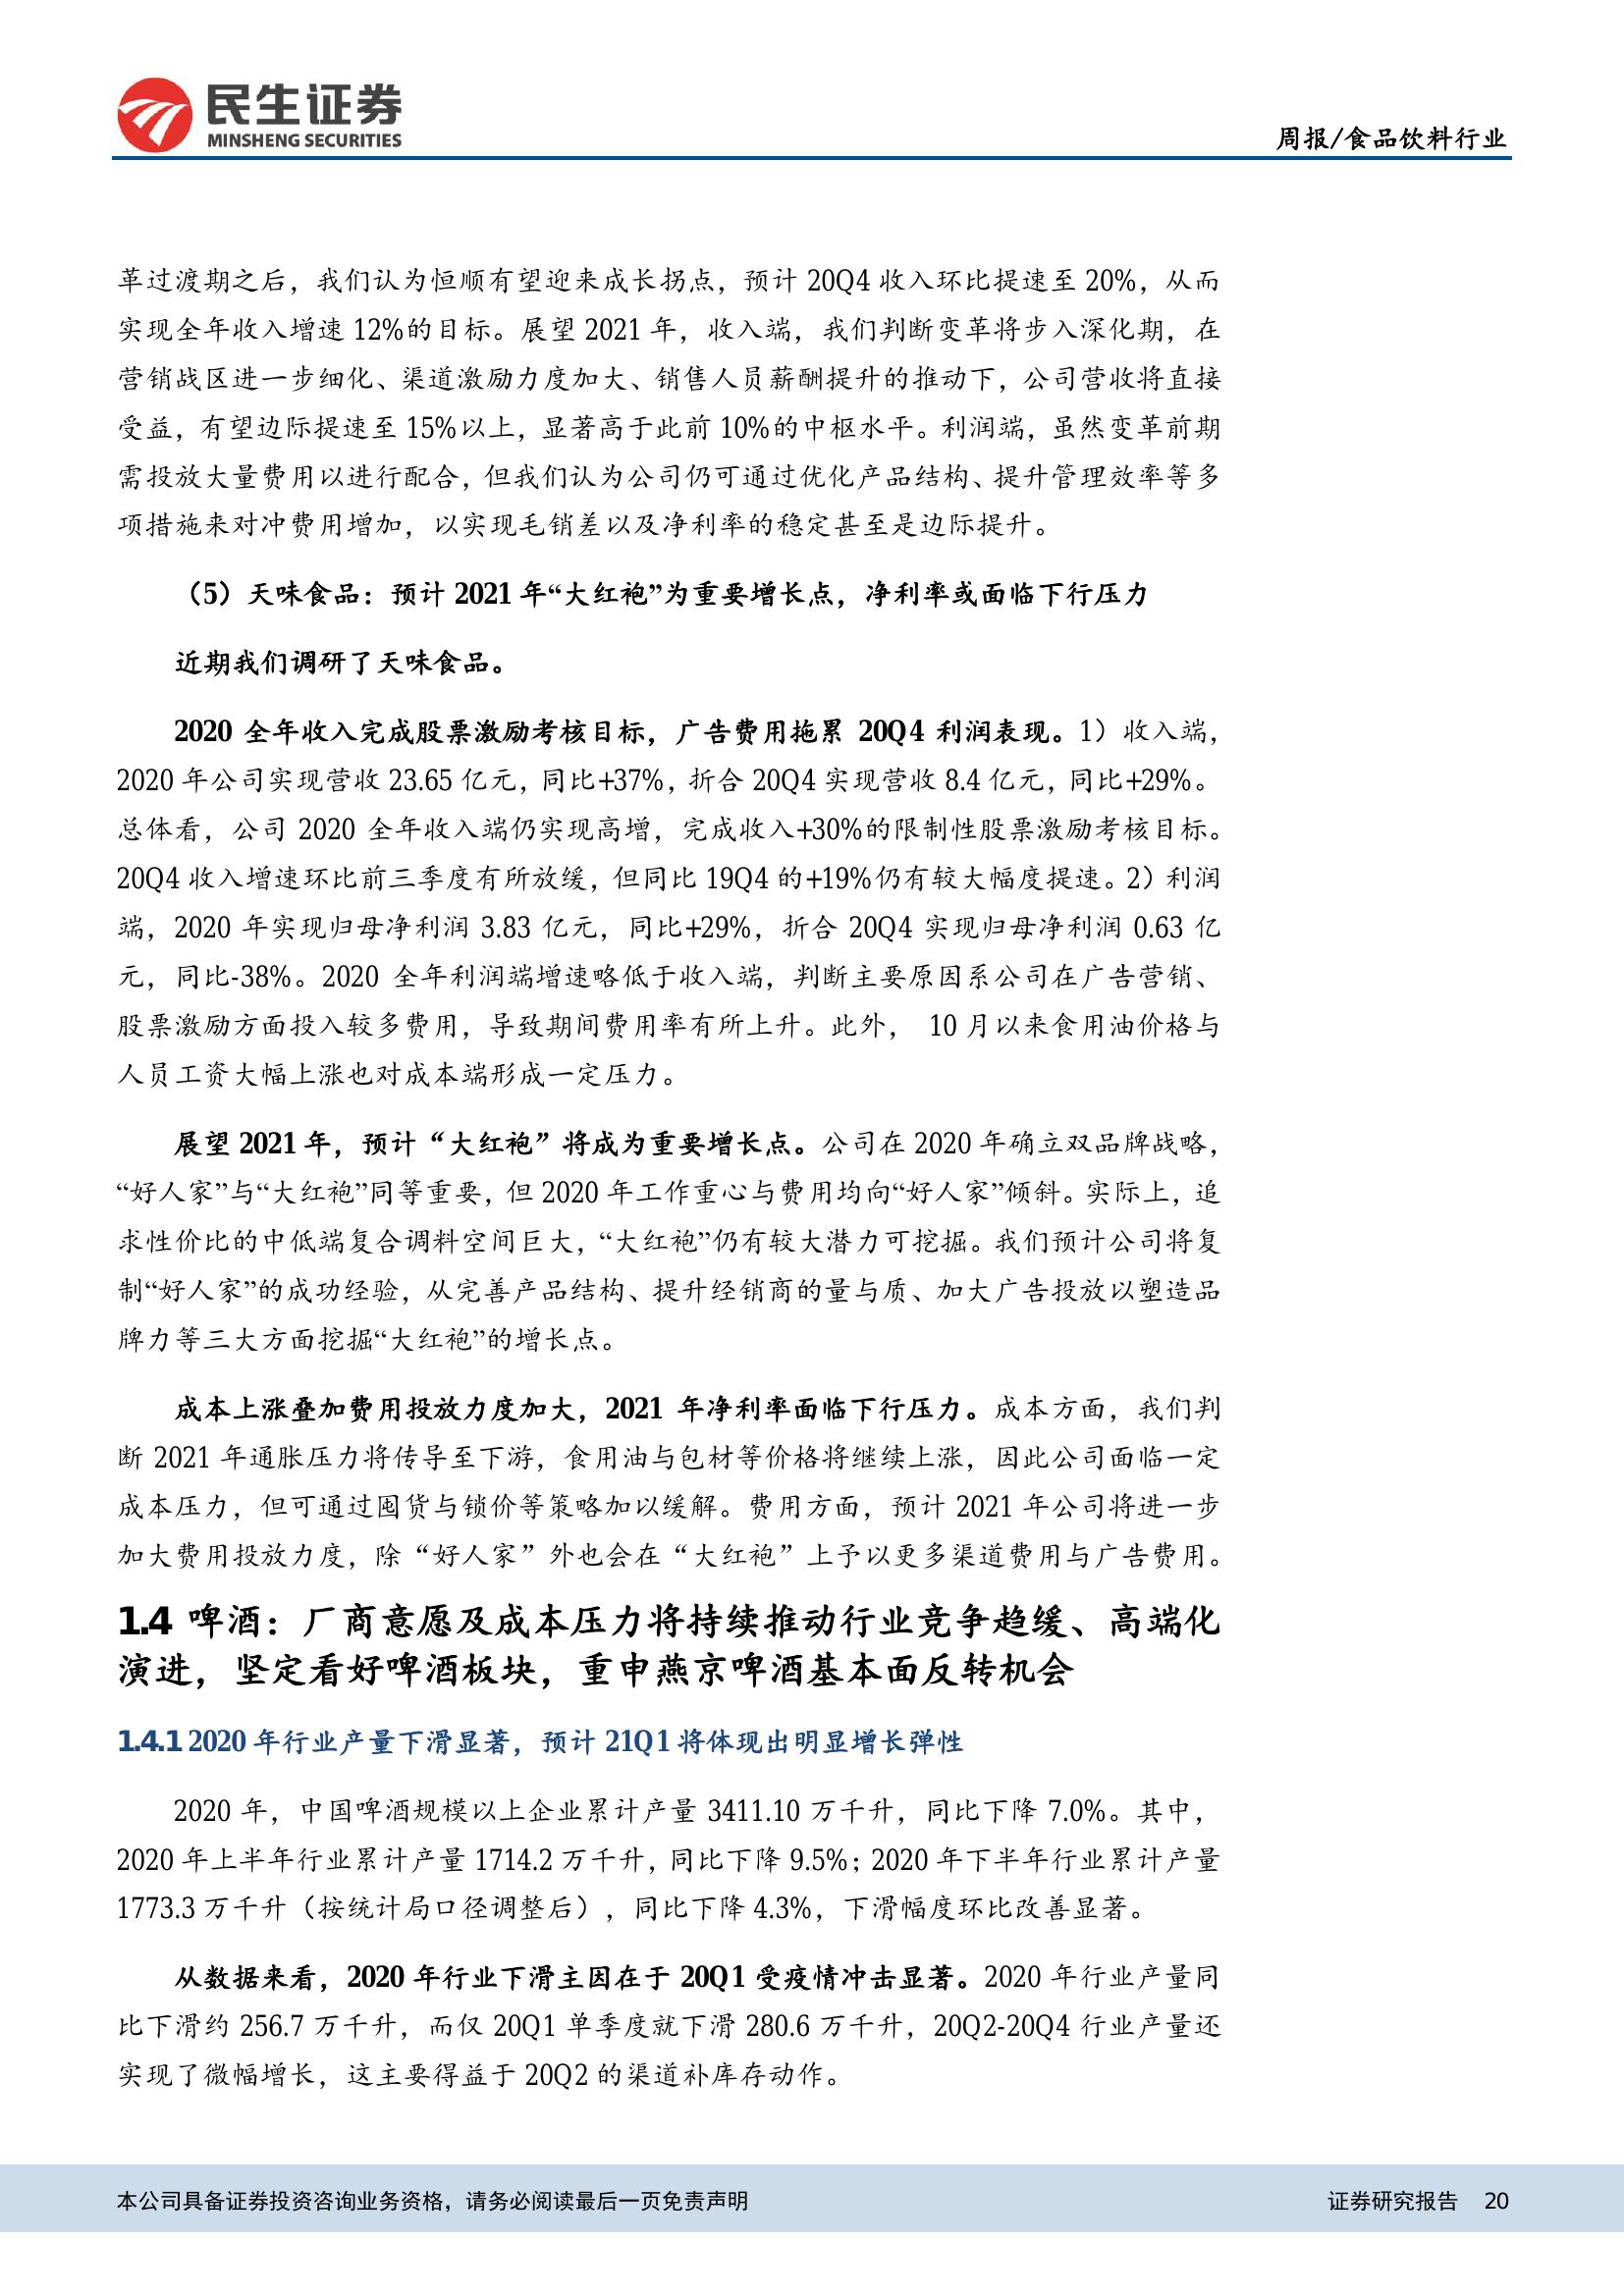 民生证券
MINSHENG SECURITIES
周报/食品饮料行业
革过渡期之后，我们认为恒顺有望迎来成长拐点，预计 20Q4 收入环比提速至 20%，从而
实现全年收入增速 12%的目标。展望 2021 年，收入端，我们判断变革将步入深化期，在
营销战区进一步细化、渠道激励力度加大、销售人员薪酬提升的推动下，公司营收将直接
受益，有望边际提速至 15%以上，显著高于此前 10%的中枢水平。利润端，虽然变革前期
需投放大量费用以进行配合，但我们认为公司仍可通过优化产品结构、提升管理效率等多
项措施来对冲费用增加，以实现毛销差以及净利率的稳定甚至是边际提升。
（5）天味食品：预计 2021 年“大红袍”为重要增长点，净利率或面临下行压力
近期我们调研了天味食品。
2020 全年收入完成股票激励考核目标，广告费用拖累 20Q4 利润表现。1）收入端，
2020 年公司实现营收 23.65 亿元，同比+37%，折合 20Q4 实现营收 8.4 亿元，同比+29%。
总体看，公司 2020 全年收入端仍实现高增，完成收入+30%的限制性股票激励考核目标。
20Q4 收入增速环比前三季度有所放缓，但同比 19Q4 的+19%仍有较大幅度提速。2）利润
端，2020 年实现归母净利润 3.83 亿元，同比+29%，折合 20Q4 实现归母净利润 0.63 亿
元，同比-38%。2020 全年利润端增速略低于收入端，判断主要原因系公司在广告营销、
股票激励方面投入较多费用，导致期间费用率有所上升。此外， 10 月以来食用油价格与
人员工资大幅上涨也对成本端形成一定压力。
展望 2021 年，预计“大红袍”将成为重要增长点。公司在 2020 年确立双品牌战略，
“好人家”与“大红袍”同等重要，但 2020 年工作重心与费用均向“好人家”倾斜。实际上，追
求性价比的中低端复合调料空间巨大，“大红袍”仍有较大潜力可挖掘。我们预计公司将复
制“好人家”的成功经验，从完善产品结构、提升经销商的量与质、加大广告投放以塑造品
牌力等三大方面挖掘“大红袍”的增长点。
成本上涨叠加费用投放力度加大，2021 年净利率面临下行压力。成本方面，我们判
断 2021 年通胀压力将传导至下游，食用油与包材等价格将继续上涨，因此公司面临一定
成本压力，但可通过囤货与锁价等策略加以缓解。费用方面，预计 2021 年公司将进一步
加大费用投放力度，除“好人家”外也会在“大红袍”上予以更多渠道费用与广告费用。
1.4 啤酒：厂商意愿及成本压力将持续推动行业竞争趋缓、高端化
演进，坚定看好啤酒板块，重申燕京啤酒基本面反转机会
1.4.1 2020 年行业产量下滑显著，预计 21Q1 将体现出明显增长弹性
2020 年，中国啤酒规模以上企业累计产量 3411.10 万千升，同比下降 7.0%。其中，
2020 年上半年行业累计产量 1714.2 万千升，同比下降 9.5%；2020 年下半年行业累计产量
1773.3 万千升（按统计局口径调整后），同比下降 4.3%，下滑幅度环比改善显著。
从数据来看，2020 年行业下滑主因在于 20Q1 受疫情冲击显著。2020 年行业产量同
比下滑约 256.7 万千升，而仅 20Q1 单季度就下滑 280.6 万千升，20Q2-20Q4 行业产量还
实现了微幅增长，这主要得益于 20Q2 的渠道补库存动作。
本公司具备证券投资咨询业务资格，请务必阅读最后一页免责声明
证券研究报告 20